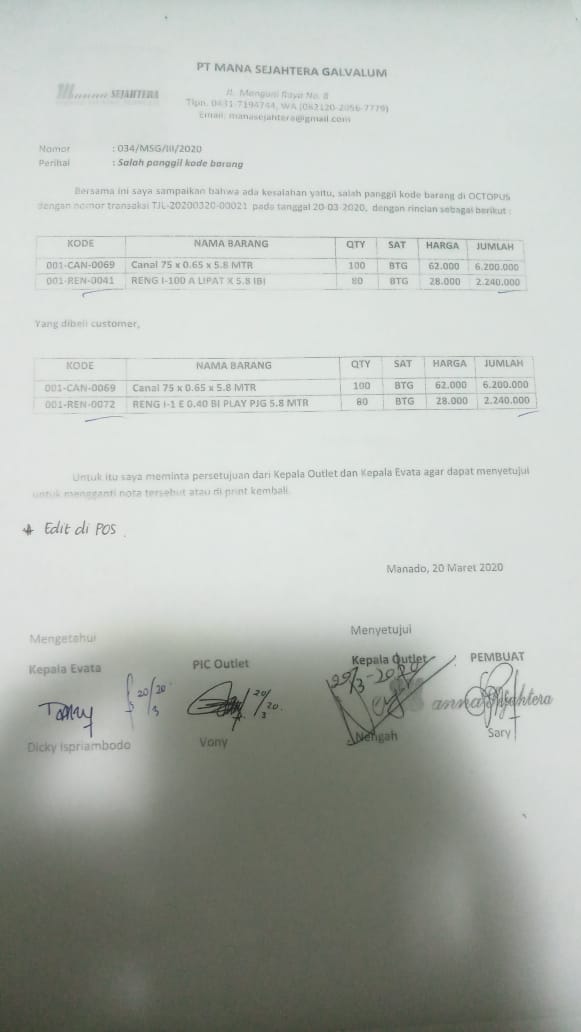 PT MANA SEJAHTERA GALVALUM
Manna SEJAHTERA
Jl. Manguni Raya No. 8
Tlpn. 0431-7194744, WA (082120-2056-7779)
Email: manasejahtera@gmail.com
Nomor : 034/MSG/III/2020
Perihal : Salah panggil kode barang
Bersama ini saya sampaikan bahwa ada kesalahan yaitu, salah panggil kode barang di OCTOPUS
dengan nomor transaksi TJL-20200320-00021 pada tanggal 20-03-2020, dengan rincian sebagai berikut :
KODE NAMA BARANG QTY SAT HARGA JUMLAH
001-CAN-0069 Canal 75 x 0.65 x 5.8 MTR 100 BTG 62.000 6.200.000
001-REN-0041 RENG I-100 A LIPAT X 5.8 IBI 80 BTG 28.000 2.240.000
Yang dibeli customer,
KODE NAMA BARANG QTY SAT HARGA JUMLAH
001-CAN-0069 Canal 75 x 0.65 x 5.8 MTR 100 BTG 62.000 6.200.000
001-REN-0072 RENG I-1 E 0.40 BI PLAY PJG 5.8 MTR 80 BTG 28.000 2.240.000
Untuk itu saya meminta persetujuan dari Kepala Outlet dan Kepala Evata agar dapat menyetujui
untuk mengganti nota tersebut atau di print kembali.
* Edit di POS.
Manado, 20 Maret 2020
Mengetahui Menyetujui
Kepala Evata PIC Outlet Kepala Outlet PEMBUAT
20/3 20 20/3 20. 20/3-2020
Dicky Ispriambodo Vony Nengah Sary